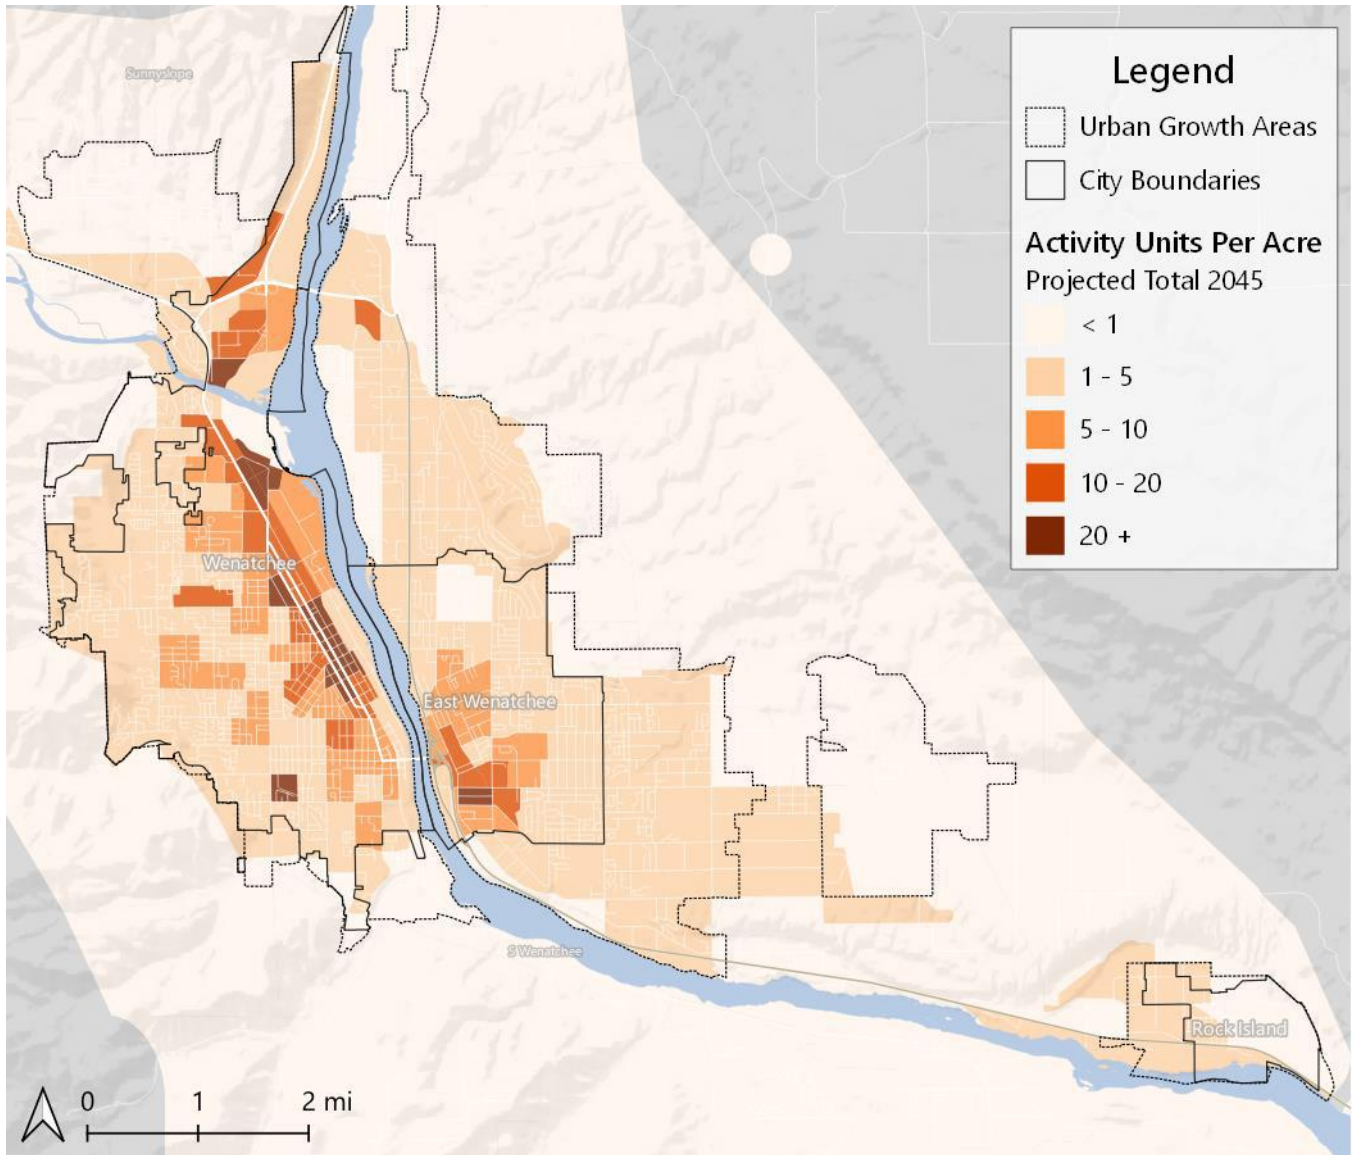 Sunnyslope
Legend
Urban Growth Areas
City Boundaries
Activity Units Per Acre
Projected Total 2045
< 1
1 - 5
5 - 10
10 - 20
20 +
Wenatchee
East Wenatchee
S Wenatchee
Rock Island
0 1 2 mi